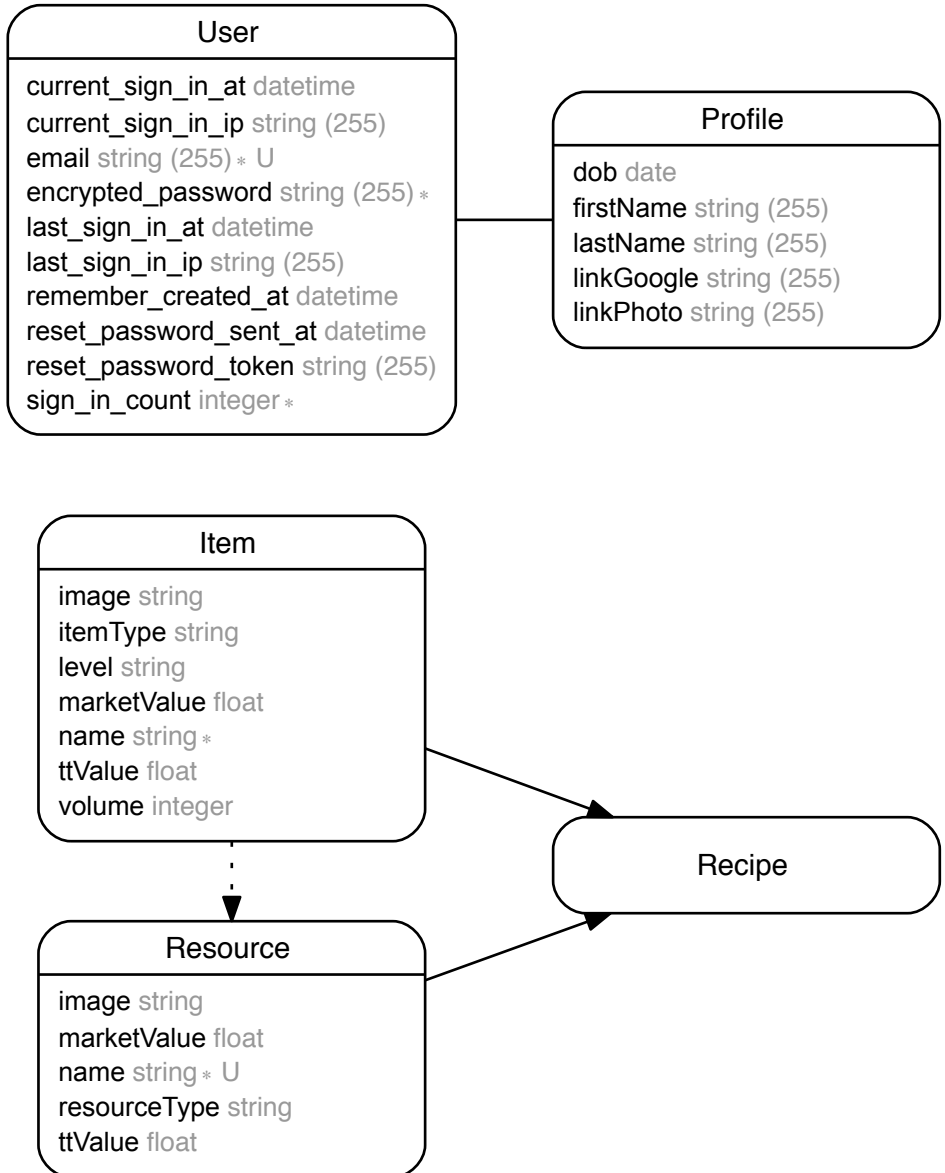 User
current_sign_in_at datetime
current_sign_in_ip string (255)
email string (255) * U
encrypted_password string (255) *
last_sign_in_at datetime
last_sign_in_ip string (255)
remember_created_at datetime
reset_password_sent_at datetime
reset_password_token string (255)
sign_in_count integer *
Profile
dob date
firstName string (255)
lastName string (255)
linkGoogle string (255)
linkPhoto string (255)
Item
image string
itemType string
level string
marketValue float
name string *
ttValue float
volume integer
Recipe
Resource
image string
marketValue float
name string * U
resourceType string
ttValue float